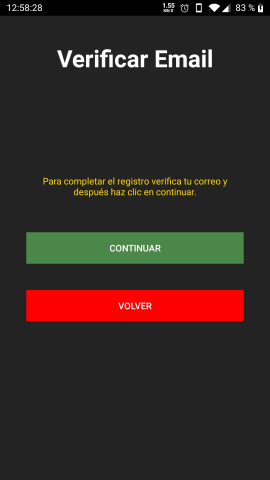 12:58:28 1.55 KB/S 83 %
Verificar Email
Para completar el registro verifica tu correo y
después haz clic en continuar.
CONTINUAR
VOLVER